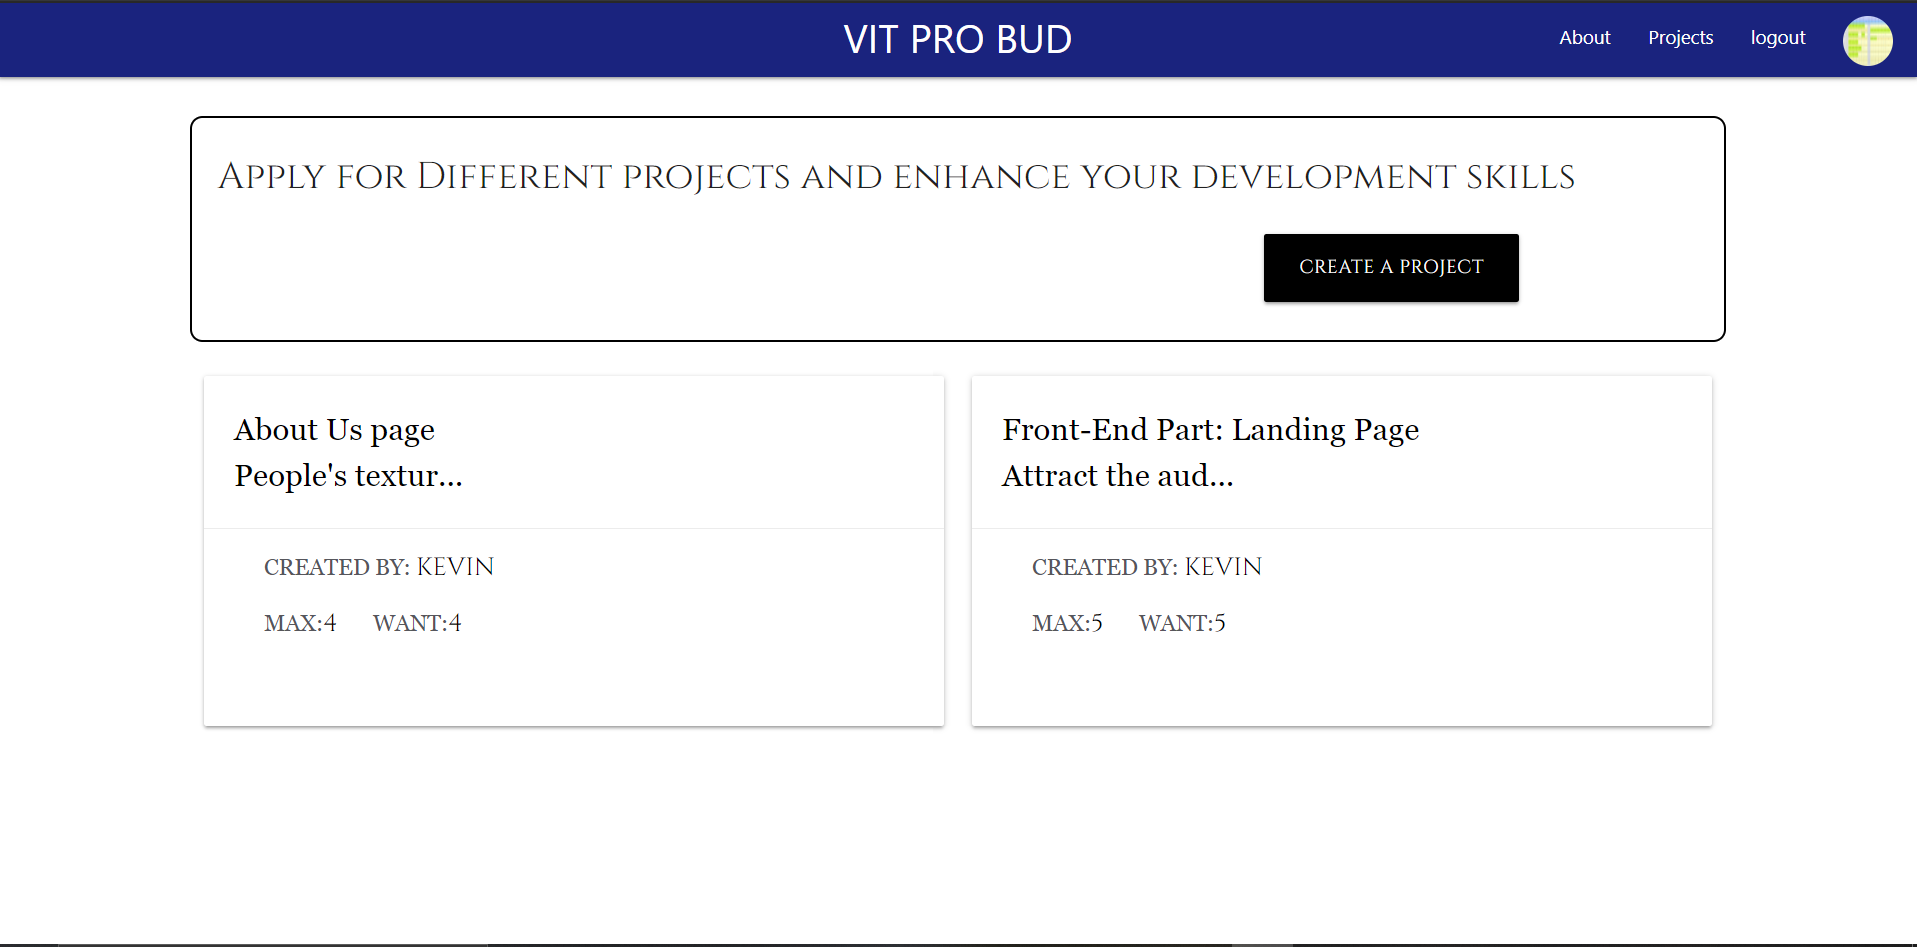 VIT PRO BUD
About Projects logout
Apply for Different projects and enhance your development skills
CREATE A PROJECT
About Us page
People's textur...
CREATED BY: KEVIN
MAX:4 WANT:4
Front-End Part: Landing Page
Attract the aud...
CREATED BY: KEVIN
MAX:5 WANT:5